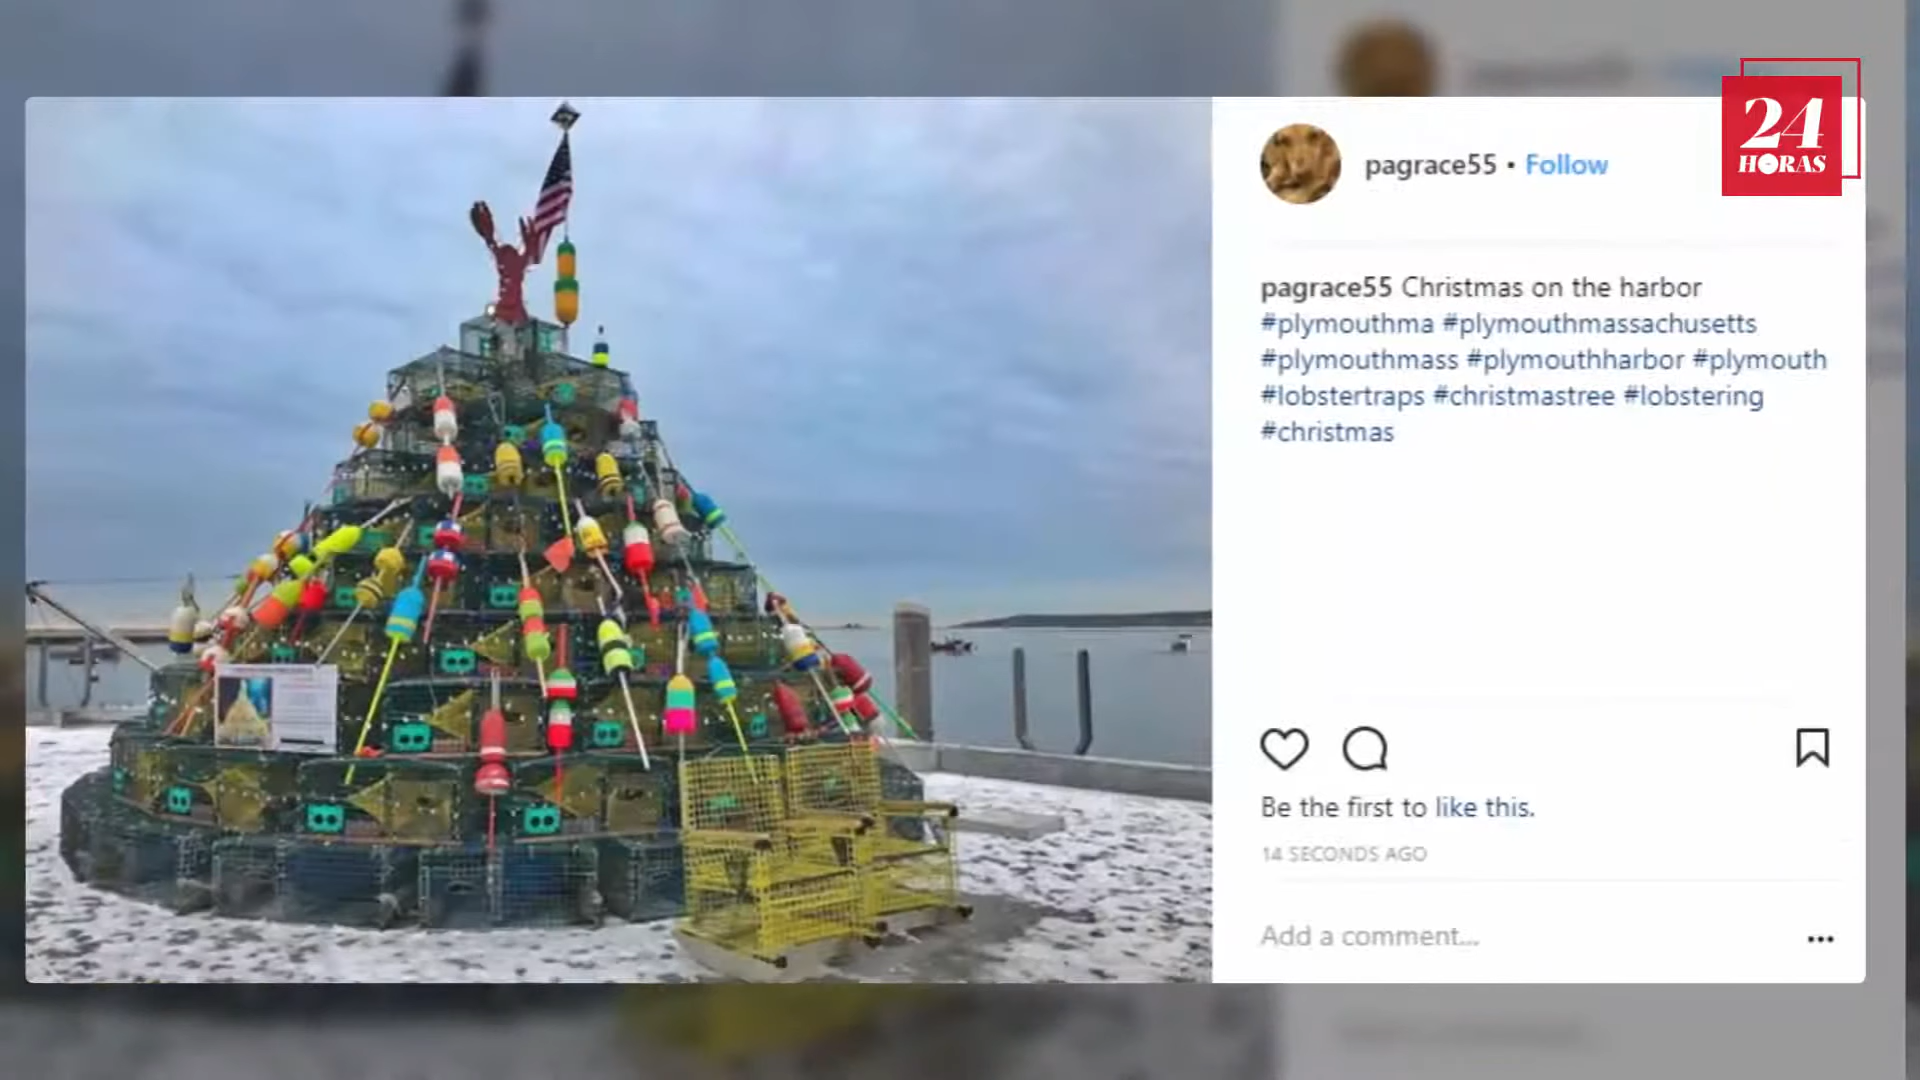 24
HORAS
pagrace55 • Follow
pagrace55 Christmas on the harbor
#plymouthma #plymouthmassachusetts
#plymouthmass #plymouthharbor #plymouth
#lobstertraps #christmastree #lobstering
#christmas
Be the first to like this.
14 SECONDS AGO
Add a comment...